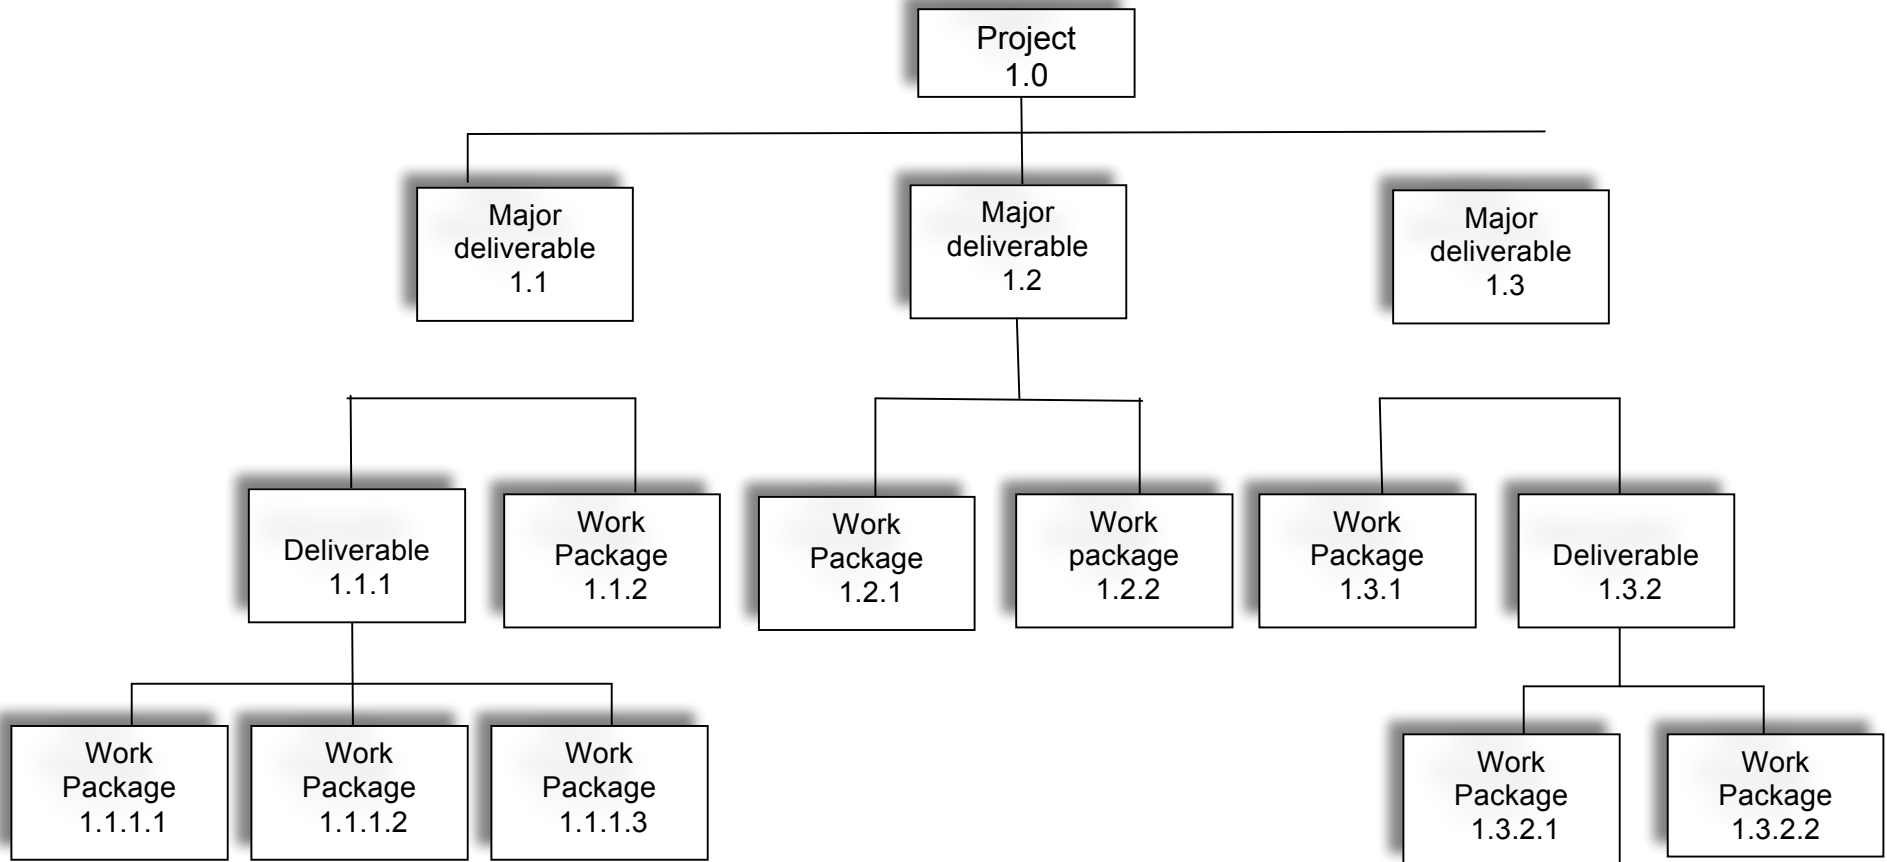 Project
1.0
Major
deliverable
1.1
Major
deliverable
1.2
Major
deliverable
1.3
Deliverable
1.1.1
Work
Package
1.1.2
Work
Package
1.2.1
Work
package
1.2.2
Work
Package
1.3.1
Deliverable
1.3.2
Work
Package
1.1.1.1
Work
Package
1.1.1.2
Work
Package
1.1.1.3
Work
Package
1.3.2.1
Work
Package
1.3.2.2